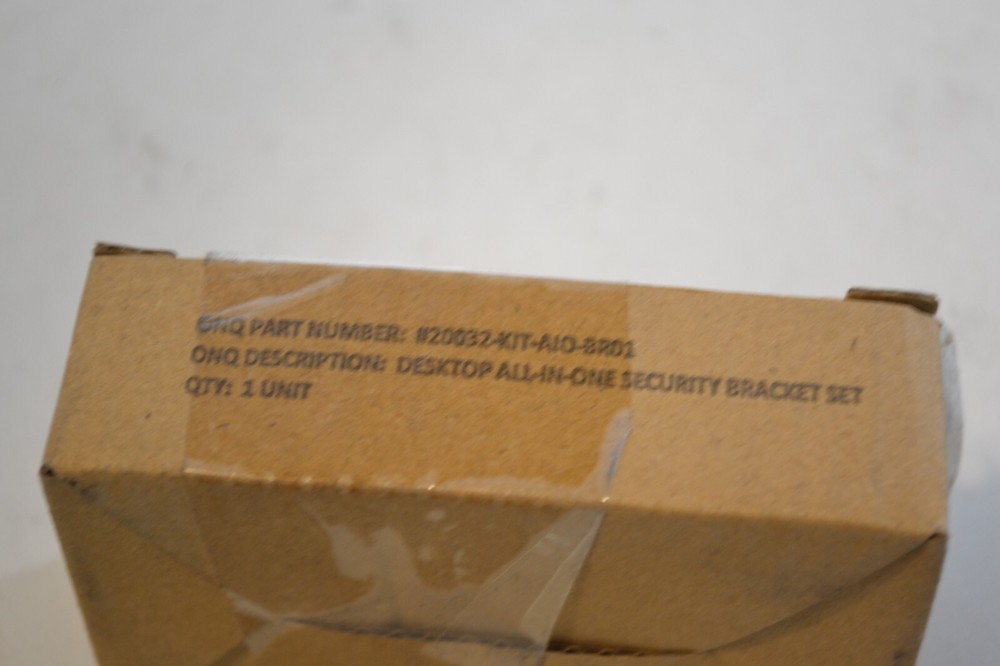 ONQ PART NUMBER: #20032-KIT-AIO-BR01
ONQ DESCRIPTION: DESKTOP ALL-IN-ONE SECURITY BRACKET SET
QTY: 1 UNIT